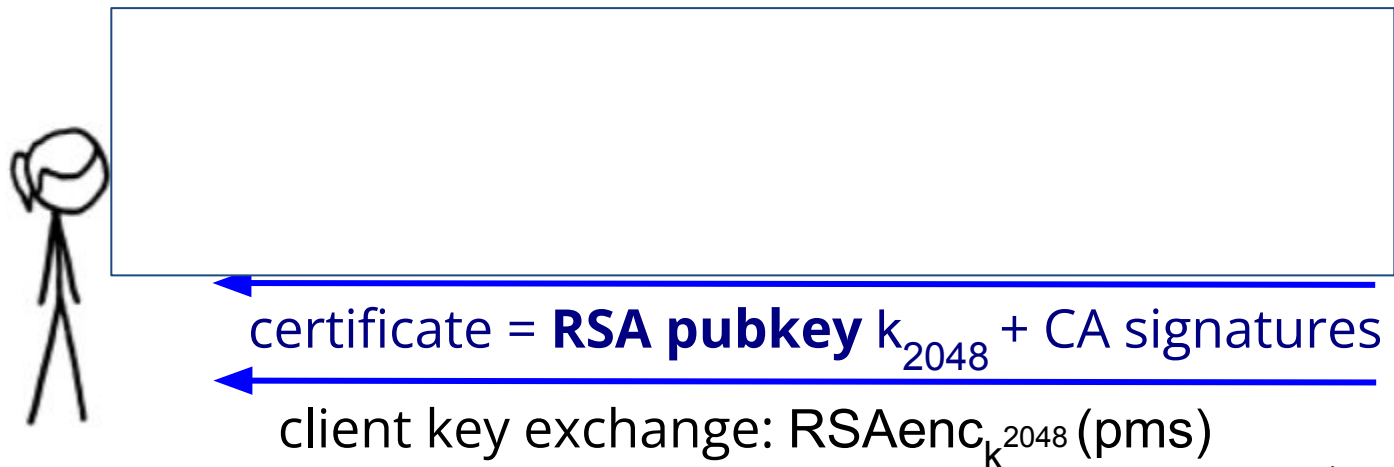 certificate = RSA pubkey k2048 + CA signatures
client key exchange: RSAenck2048 (pms)